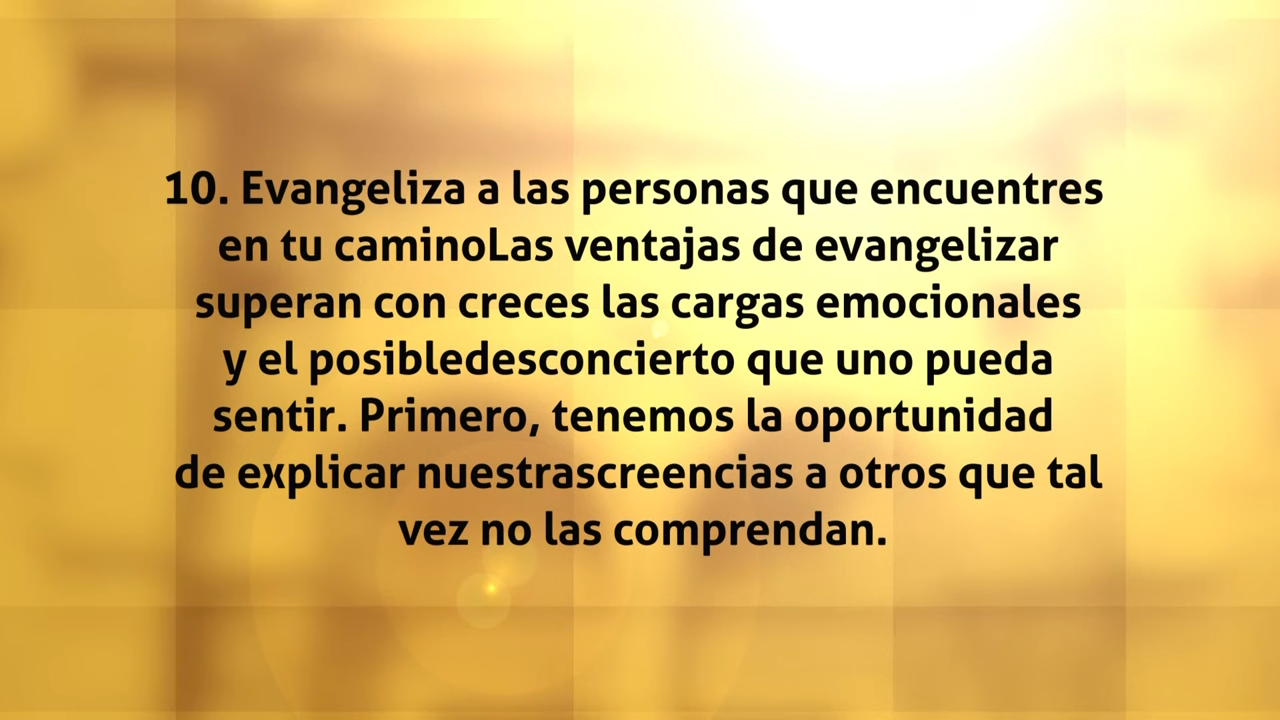 10. Evangeliza a las personas que encuentres
en tu caminoLas ventajas de evangelizar
superan con creces las cargas emocionales
y el posibledesconcierto que uno pueda
sentir. Primero, tenemos la oportunidad
de explicar nuestrascreencias a otros que tal
vez no las comprendan.